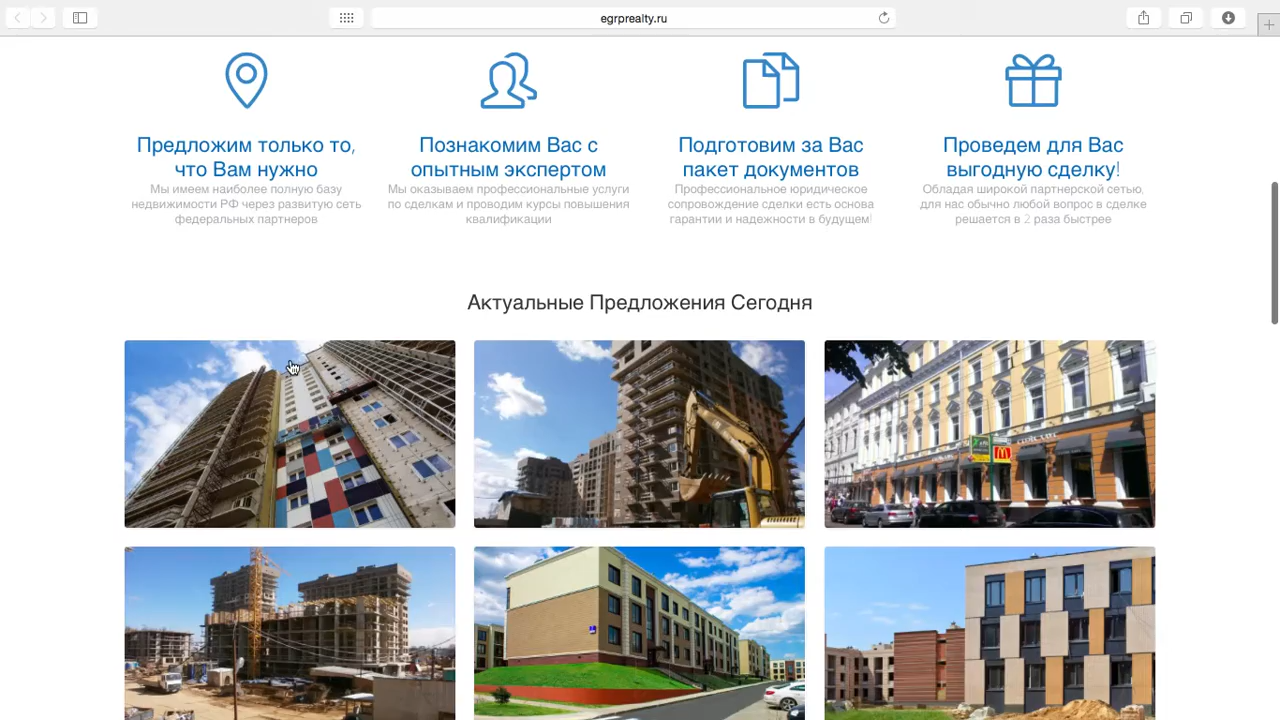 egrprealty.ru
Предложим только то,
что Вам нужно
Мы имеем наиболее полную базу
недвижимости РФ через развитую сеть
федеральных партнеров
Познакомим Вас с
опытным экспертом
Мы оказываем профессиональные услуги
по сделкам и проводим курсы повышения
квалификации
Подготовим за Вас
пакет документов
Профессиональное юридическое
сопровождение сделки есть основа
гарантии и надежности в будущем!
Проведем для Вас
выгодную сделку!
Обладая широкой партнерской сетью,
для нас обычно любой вопрос в сделке
решается в 2 раза быстрее
Актуальные Предложения Сегодня